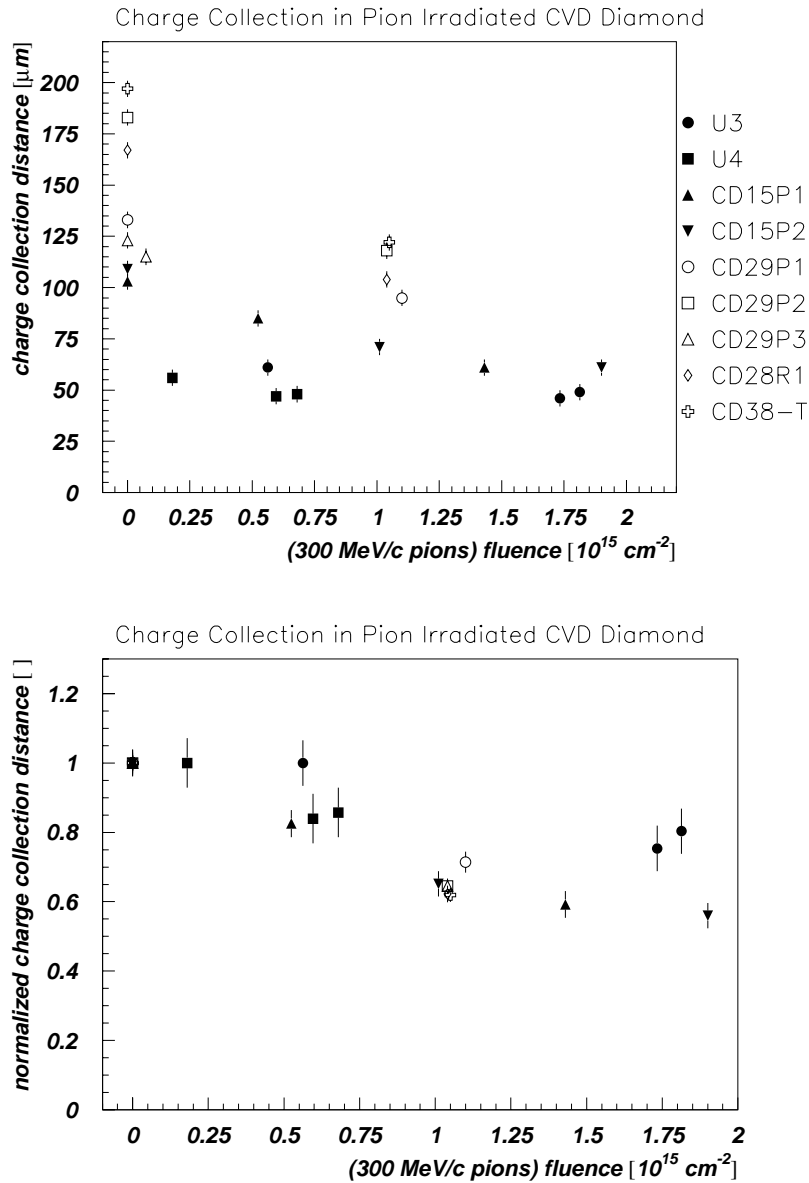 Charge Collection in Pion Irradiated CVD Diamond
charge collection distance [μm]
200
175
150
125
100
75
50
25
0
0 0.25 0.5 0.75 1 1.25 1.5 1.75 2
(300 MeV/c pions) fluence [10¹⁵ cm⁻²]
U3
U4
CD15P1
CD15P2
CD29P1
CD29P2
CD29P3
CD28R1
CD38-T
Charge Collection in Pion Irradiated CVD Diamond
normalized charge collection distance [ ]
1.2
1
0.8
0.6
0.4
0.2
0
0 0.25 0.5 0.75 1 1.25 1.5 1.75 2
(300 MeV/c pions) fluence [10¹⁵ cm⁻²]